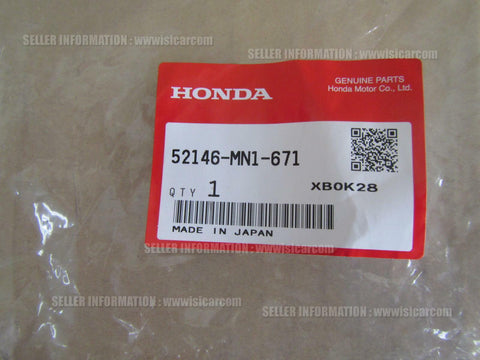 SELLER INFORMATION : wwwisicarcom
SELLER INFORMATION : wwwisicarcom
GENUINE PARTS
Honda Motor Co., Ltd.
HONDA
52146-MN1-671
QTY 1
XB0K28
MADE IN JAPAN
SELLER INFORMATION : wwwisicarcom
SELLER INFORMATION : wwwisicarcom
SELLER INFORMATION : wwwisicarcom